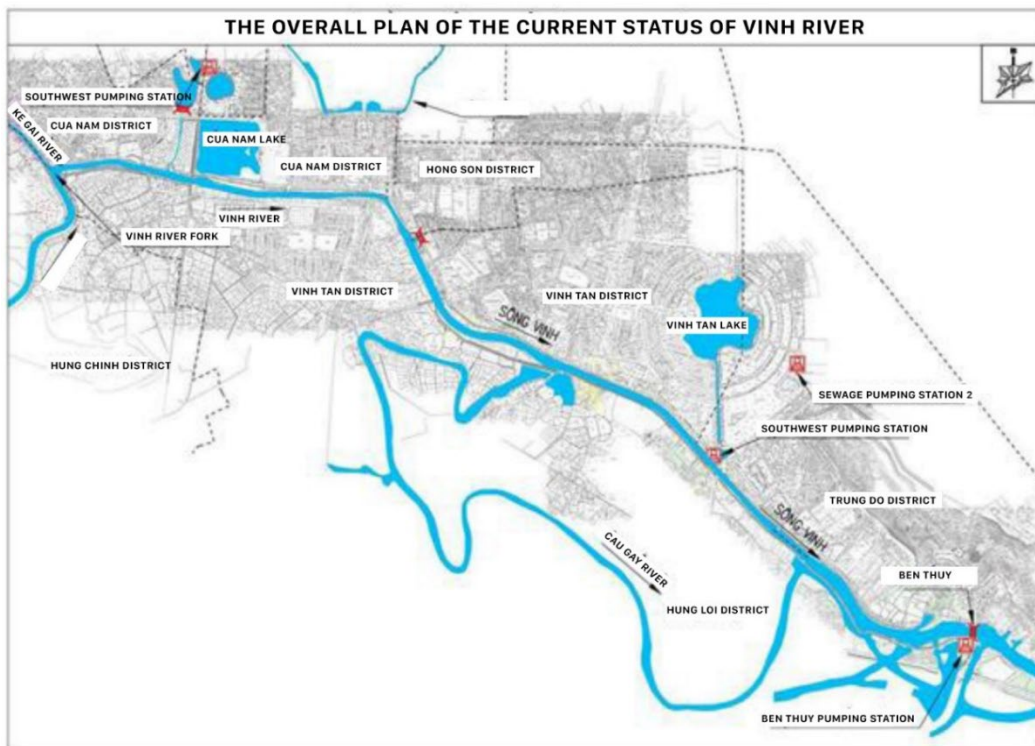 THE OVERALL PLAN OF THE CURRENT STATUS OF VINH RIVER
SOUTHWEST PUMPING STATION
KE GAI RIVER
CUA NAM DISTRICT
CUA NAM LAKE
CUA NAM DISTRICT
HONG SON DISTRICT
VINH RIVER
VINH RIVER FORK
VINH TAN DISTRICT
VINH TAN DISTRICT
SÔNG VINH
VINH TAN LAKE
HUNG CHINH DISTRICT
SEWAGE PUMPING STATION 2
SOUTHWEST PUMPING STATION
TRUNG DO DISTRICT
SÔNG VINH
CAU GAY RIVER
BEN THUY
HUNG LOI DISTRICT
BEN THUY PUMPING STATION